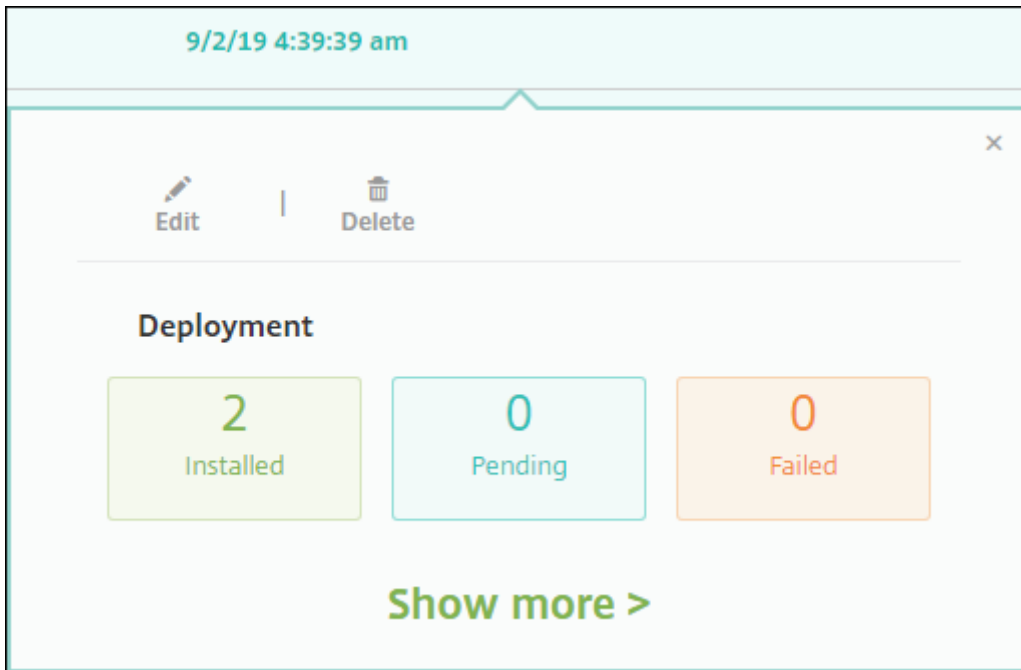 9/2/19 4:39:39 am
×
Edit | Delete
Deployment
2 0 0
Installed Pending Failed
Show more >